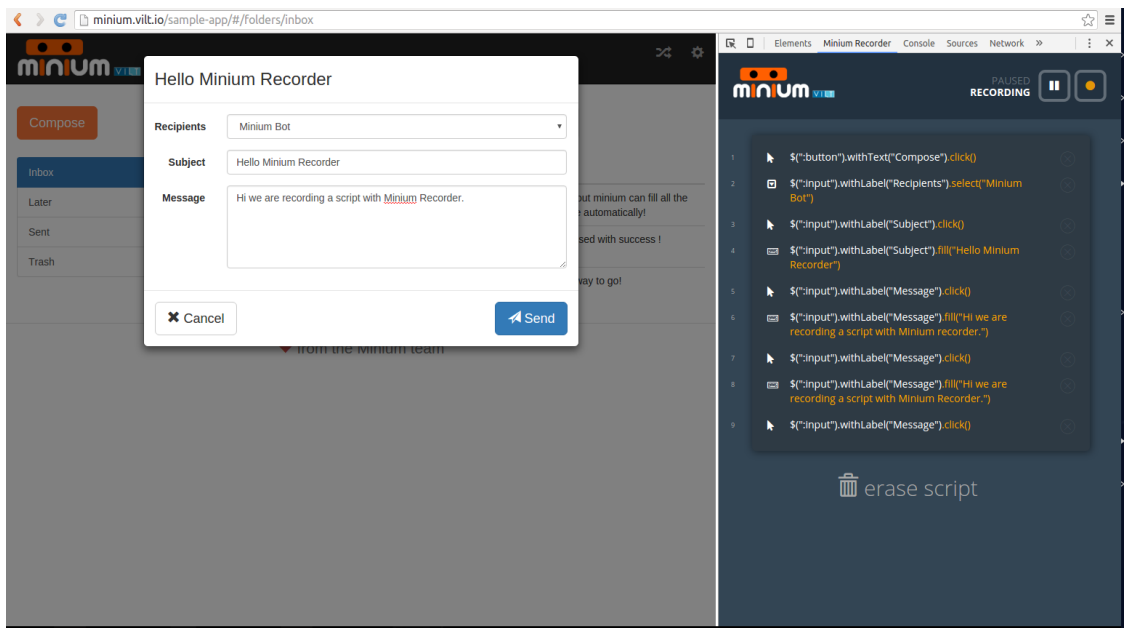 minium.vilt.io/sample-app/#/folders/inbox
minium VILT
Compose
Inbox
Later
Sent
Trash
Hello Minium Recorder
Recipients Minium Bot
Subject Hello Minium Recorder
Message Hi we are recording a script with Minium Recorder.
Cancel Send
out minium can fill all the
automatically!
sed with success !
way to go!
from the Minium team
Elements Minium Recorder Console Sources Network »
minium VILT
PAUSED
RECORDING
1 $(":button").withText("Compose").click()
2 $(":input").withLabel("Recipients").select("Minium
Bot")
3 $(":input").withLabel("Subject").click()
4 $(":input").withLabel("Subject").fill("Hello Minium
Recorder")
5 $(":input").withLabel("Message").click()
6 $(":input").withLabel("Message").fill("Hi we are
recording a script with Minium recorder.")
7 $(":input").withLabel("Message").click()
8 $(":input").withLabel("Message").fill("Hi we are
recording a script with Minium Recorder.")
9 $(":input").withLabel("Message").click()
erase script